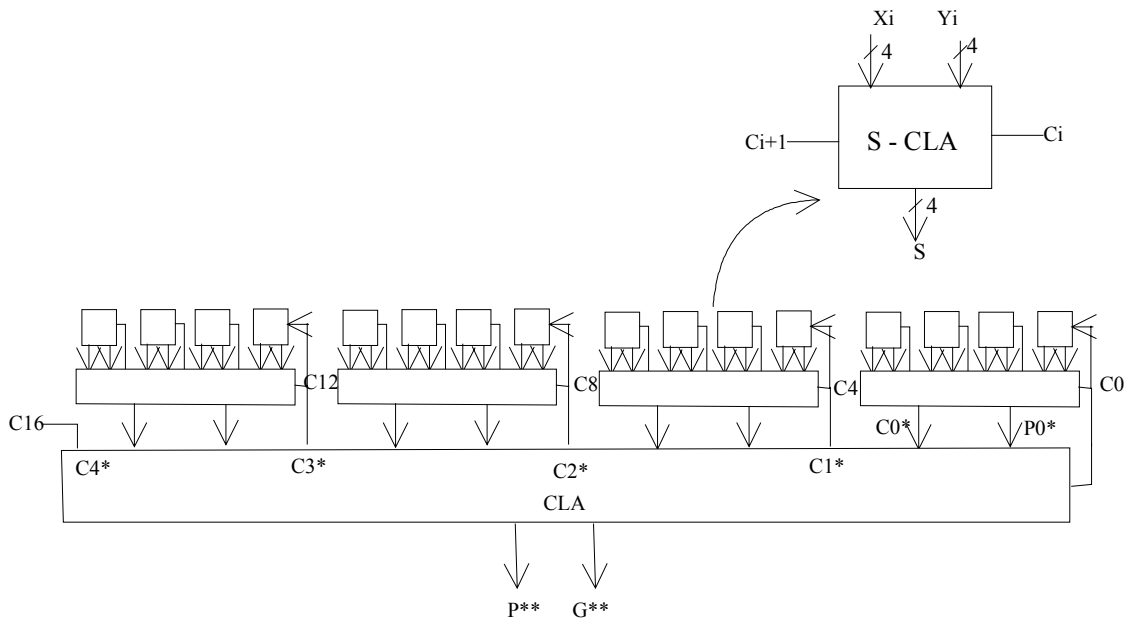 Xi Yi
4 4
Ci+1 S - CLA Ci
4
S
C12 C8 C4 C0
C16 C0* P0*
C4* C3* C2* C1*
CLA
P** G**